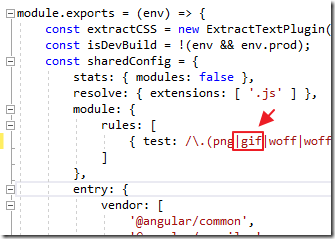 module.exports = (env) => {
const extractCSS = new ExtractTextPlugin(
const isDevBuild = !(env && env.prod);
const sharedConfig = {
stats: { modules: false },
resolve: { extensions: [ '.js' ] },
module: {
rules: [
{ test: /\.(png|gif|woff|woff
]
},
entry: {
vendor: [
'@angular/common',